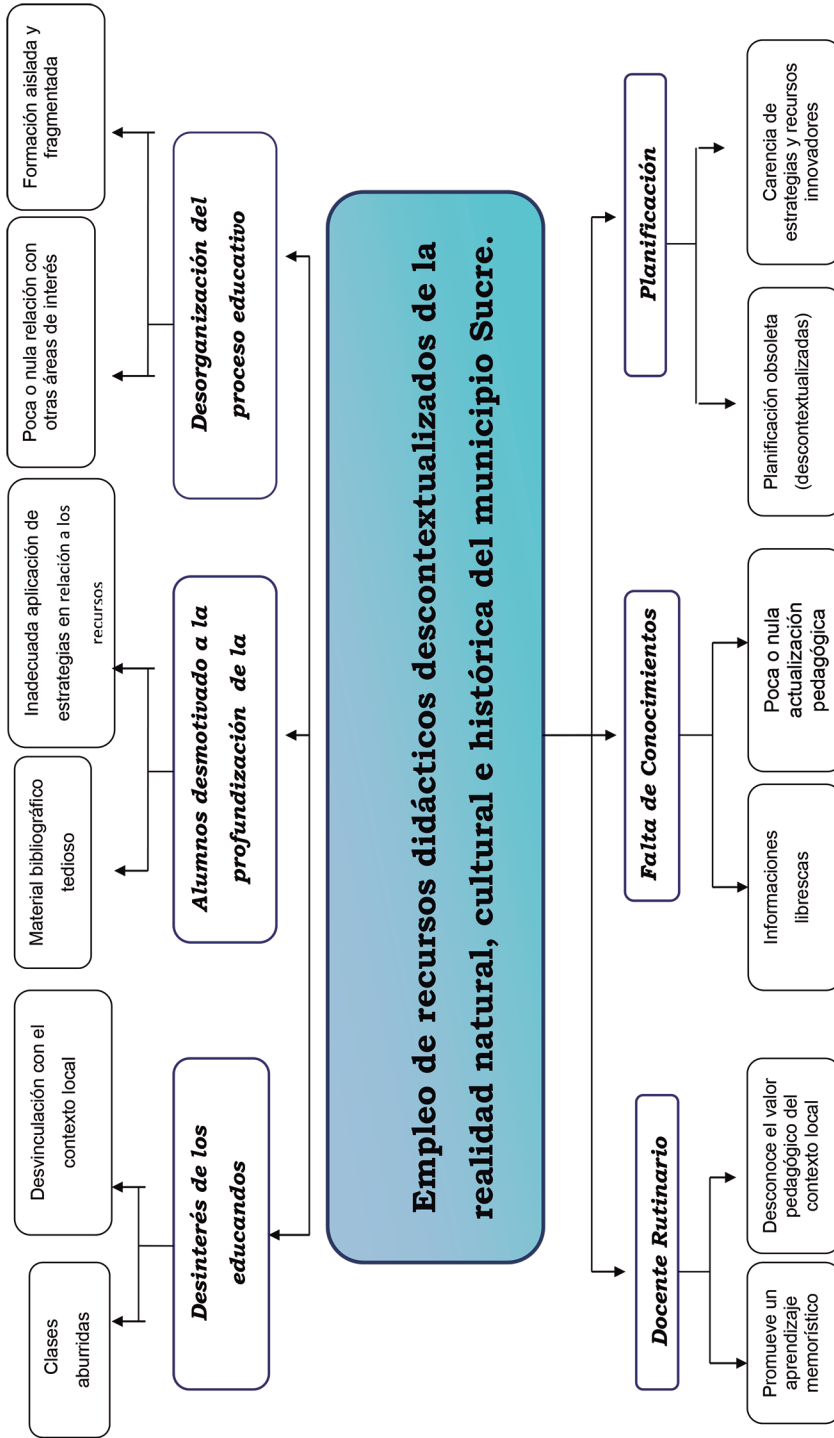 Clases
aburridas
Desvinculación con el
contexto local
Material bibliográfico
tedioso
Inadecuada aplicación de
estrategias en relación a los
recursos
Poca o nula relación con
otras áreas de interés
Formación aislada y
fragmentada
Desinterés de los
educandos
Alumnos desmotivado a la
profundización de la
Desorganización del
proceso educativo
Empleo de recursos didácticos descontextualizados de la
realidad natural, cultural e histórica del municipio Sucre.
Docente Rutinario
Falta de Conocimientos
Planificación
Promueve un
aprendizaje
memorístico
Desconoce el valor
pedagógico del
contexto local
Informaciones
librescas
Poca o nula
actualización
pedagógica
Planificación obsoleta
(descontextualizadas)
Carencia de
estrategias y recursos
innovadores